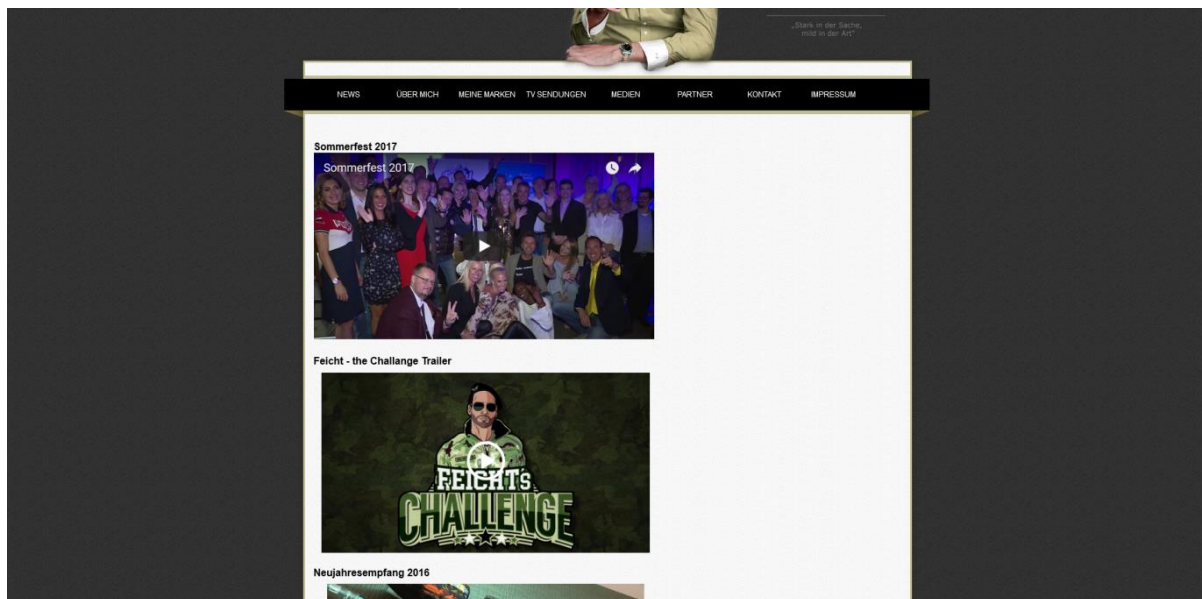 „Stark in der Sache,
mild in der Art“
NEWS ÜBER MICH MEINE MARKEN TV SENDUNGEN MEDIEN PARTNER KONTAKT IMPRESSUM
Sommerfest 2017
Sommerfest 2017
Feicht - the Challange Trailer
FEICHT'S
CHALLENGE
Neujahresempfang 2016